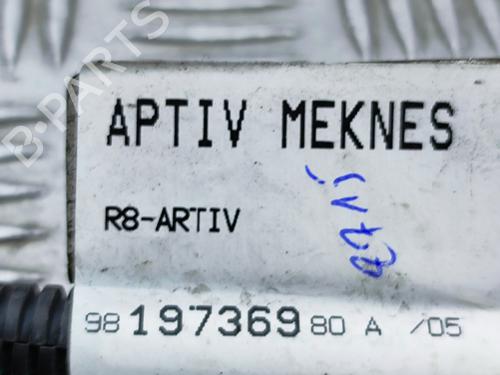 B-PARTS
APTIV MEKNES
R8-ARTIV
98 197369 80 A /05